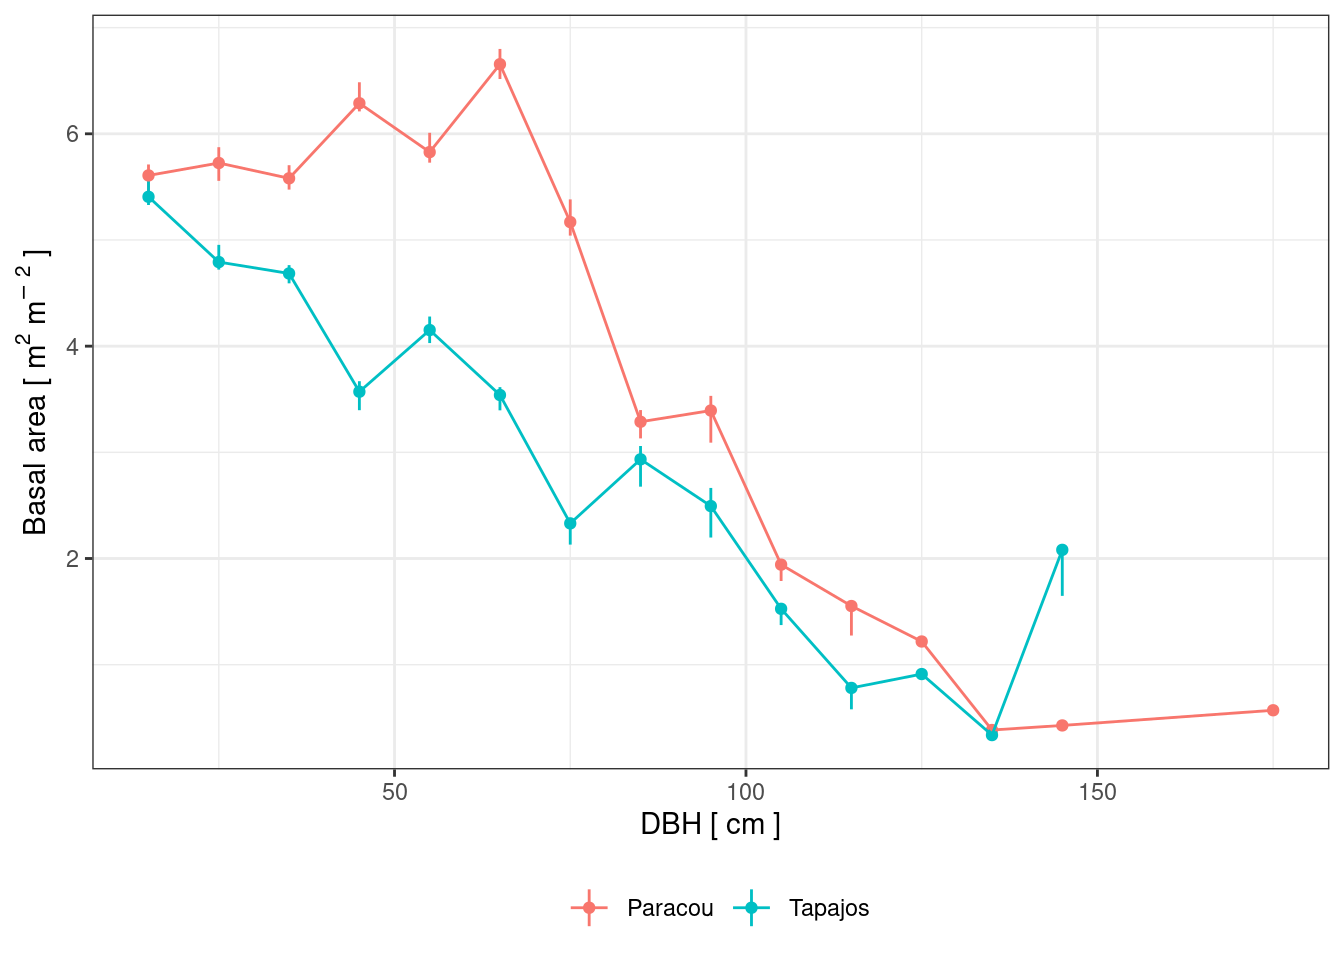 6
4
2
Basal area [ m² m⁻² ]
50 100 150
DBH [ cm ]
Paracou Tapajos